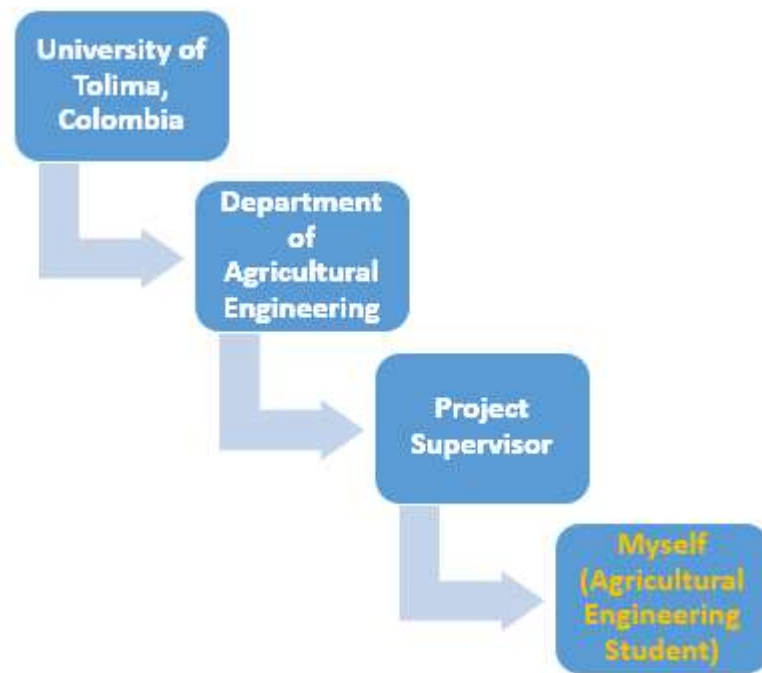 University of
Tolima,
Colombia
Department
of
Agricultural
Engineering
Project
Supervisor
Myself
(Agricultural
Engineering
Student)